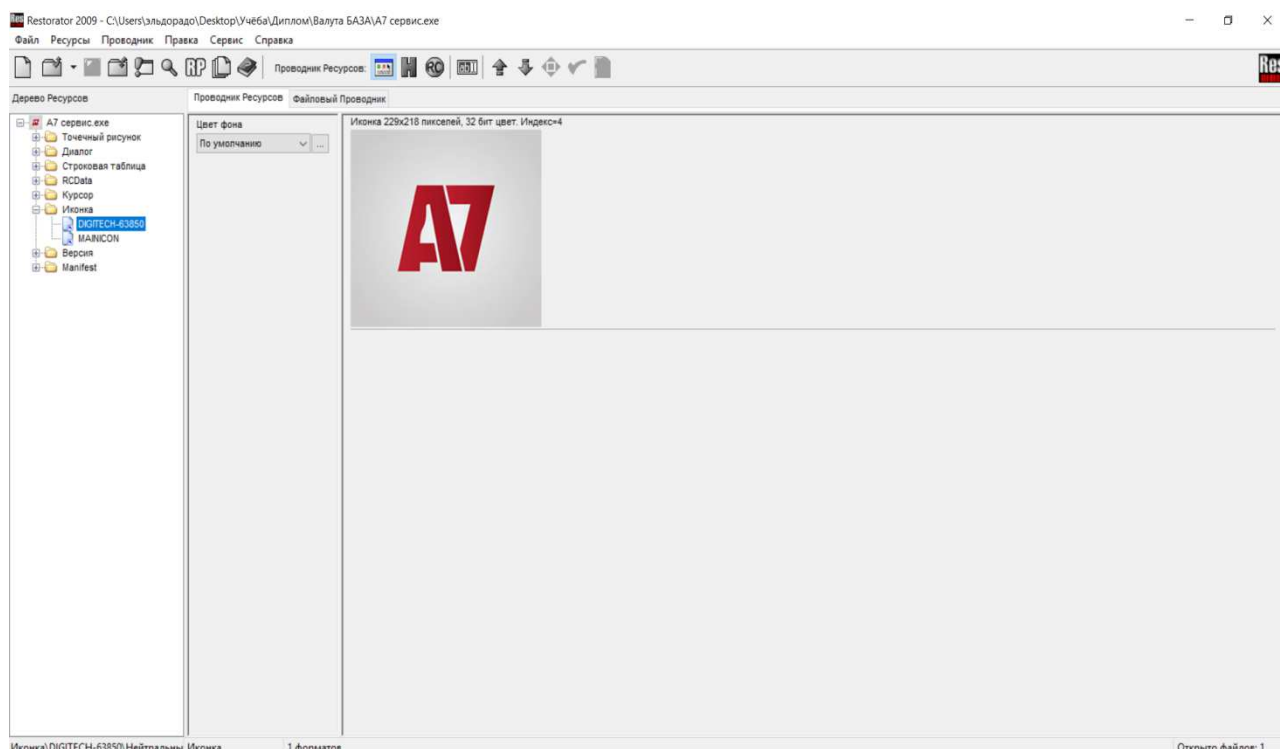 Restorator 2009 - C:\Users\эльдорадо\Desktop\Учёба\Диплом\Валута БАЗА\А7 сервис.exe
Файл Ресурсы Проводник Правка Сервис Справка
RP Проводник Ресурсов: RC Res
Дерево Ресурсов
Проводник Ресурсов Файловый Проводник
А7 сервис.exe
Точечный рисунок
Диалог
Строковая таблица
RCData
Курсор
Иконка
DIGITECH-63850
MAINICON
Версия
Manifest
Цвет фона
По умолчанию ...
Иконка 229x218 пикселей, 32 бит цвет. Индекс=4
A7
Иконка\DIGITECH-63850\Нейтральны Иконка 1 форматов Открыто файлов: 1